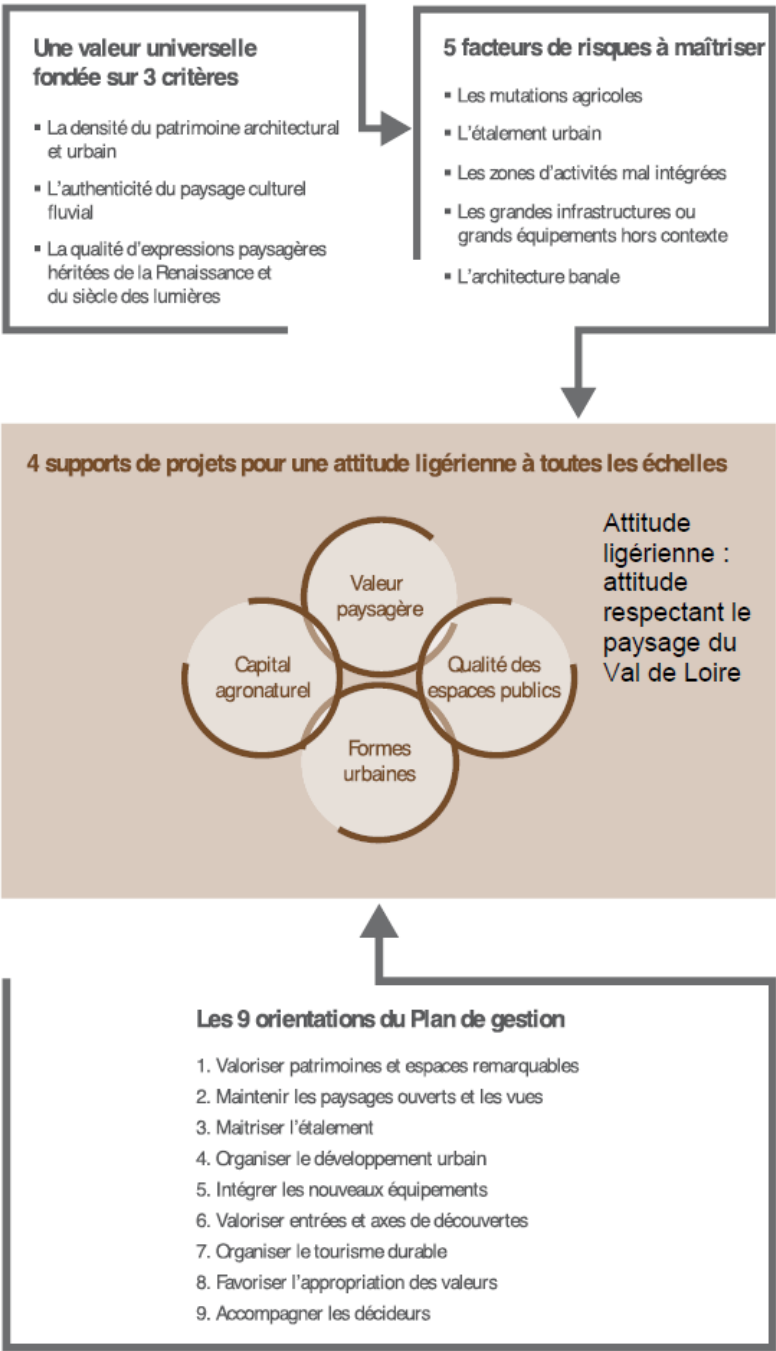 Une valeur universelle
fondée sur 3 critères
▪ La densité du patrimoine architectural
et urbain
▪ L'authenticité du paysage culturel
fluvial
▪ La qualité d'expressions paysagères
héritées de la Renaissance et
du siècle des lumières
5 facteurs de risques à maîtriser
▪ Les mutations agricoles
▪ L'étalement urbain
▪ Les zones d'activités mal intégrées
▪ Les grandes infrastructures ou
grands équipements hors contexte
▪ L'architecture banale
4 supports de projets pour une attitude ligérienne à toutes les échelles
Valeur
paysagère
Capital
agronaturel
Qualité des
espaces publics
Formes
urbaines
Attitude
ligérienne :
attitude
respectant le
paysage du
Val de Loire
Les 9 orientations du Plan de gestion
1. Valoriser patrimoines et espaces remarquables
2. Maintenir les paysages ouverts et les vues
3. Maitriser l'étalement
4. Organiser le développement urbain
5. Intégrer les nouveaux équipements
6. Valoriser entrées et axes de découvertes
7. Organiser le tourisme durable
8. Favoriser l'appropriation des valeurs
9. Accompagner les décideurs